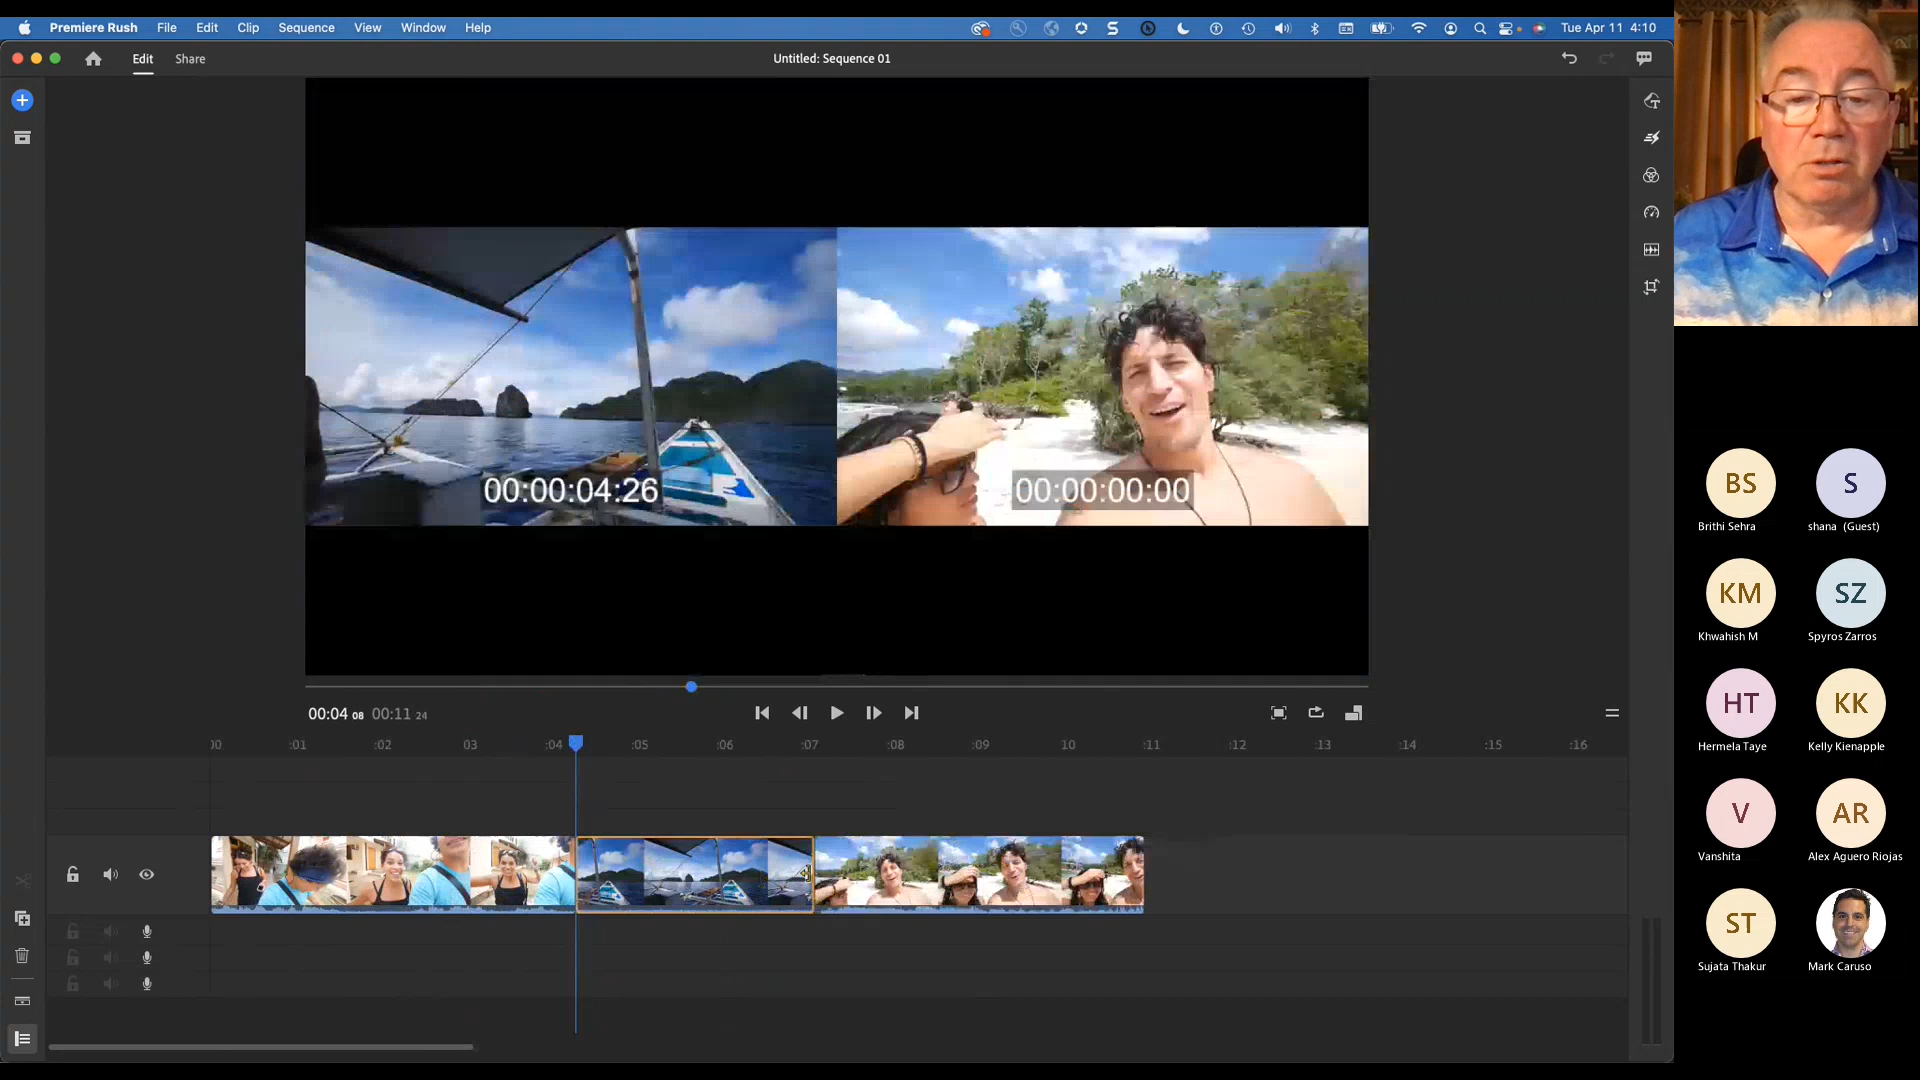 Premiere Rush File Edit Clip Sequence View Window Help Tue Apr 11 4:10
Edit Share Untitled: Sequence 01
00:00:04:26 00:00:00:00
00:04 08 00:11 24
00 :01 :02 03 :04 :05 :06 :07 :08 :09 10 :11 :12 :13 :14 :15 :16
BS S
Brithi Sehra shana (Guest)
KM SZ
Khwahish M Spyros Zarros
HT KK
Hermela Taye Kelly Kienapple
V AR
Vanshita Alex Aguero Riojas
ST
Sujata Thakur Mark Caruso